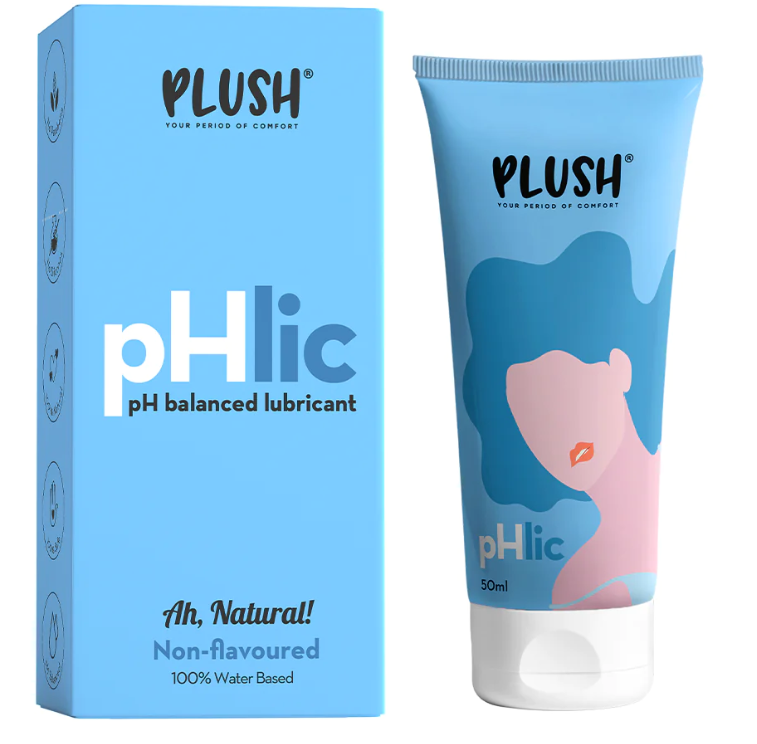 PLUSH®
YOUR PERIOD OF COMFORT
pHlic
pH balanced lubricant
Ah, Natural!
Non-flavoured
100% Water Based
PLUSH®
YOUR PERIOD OF COMFORT
pHlic
50ml